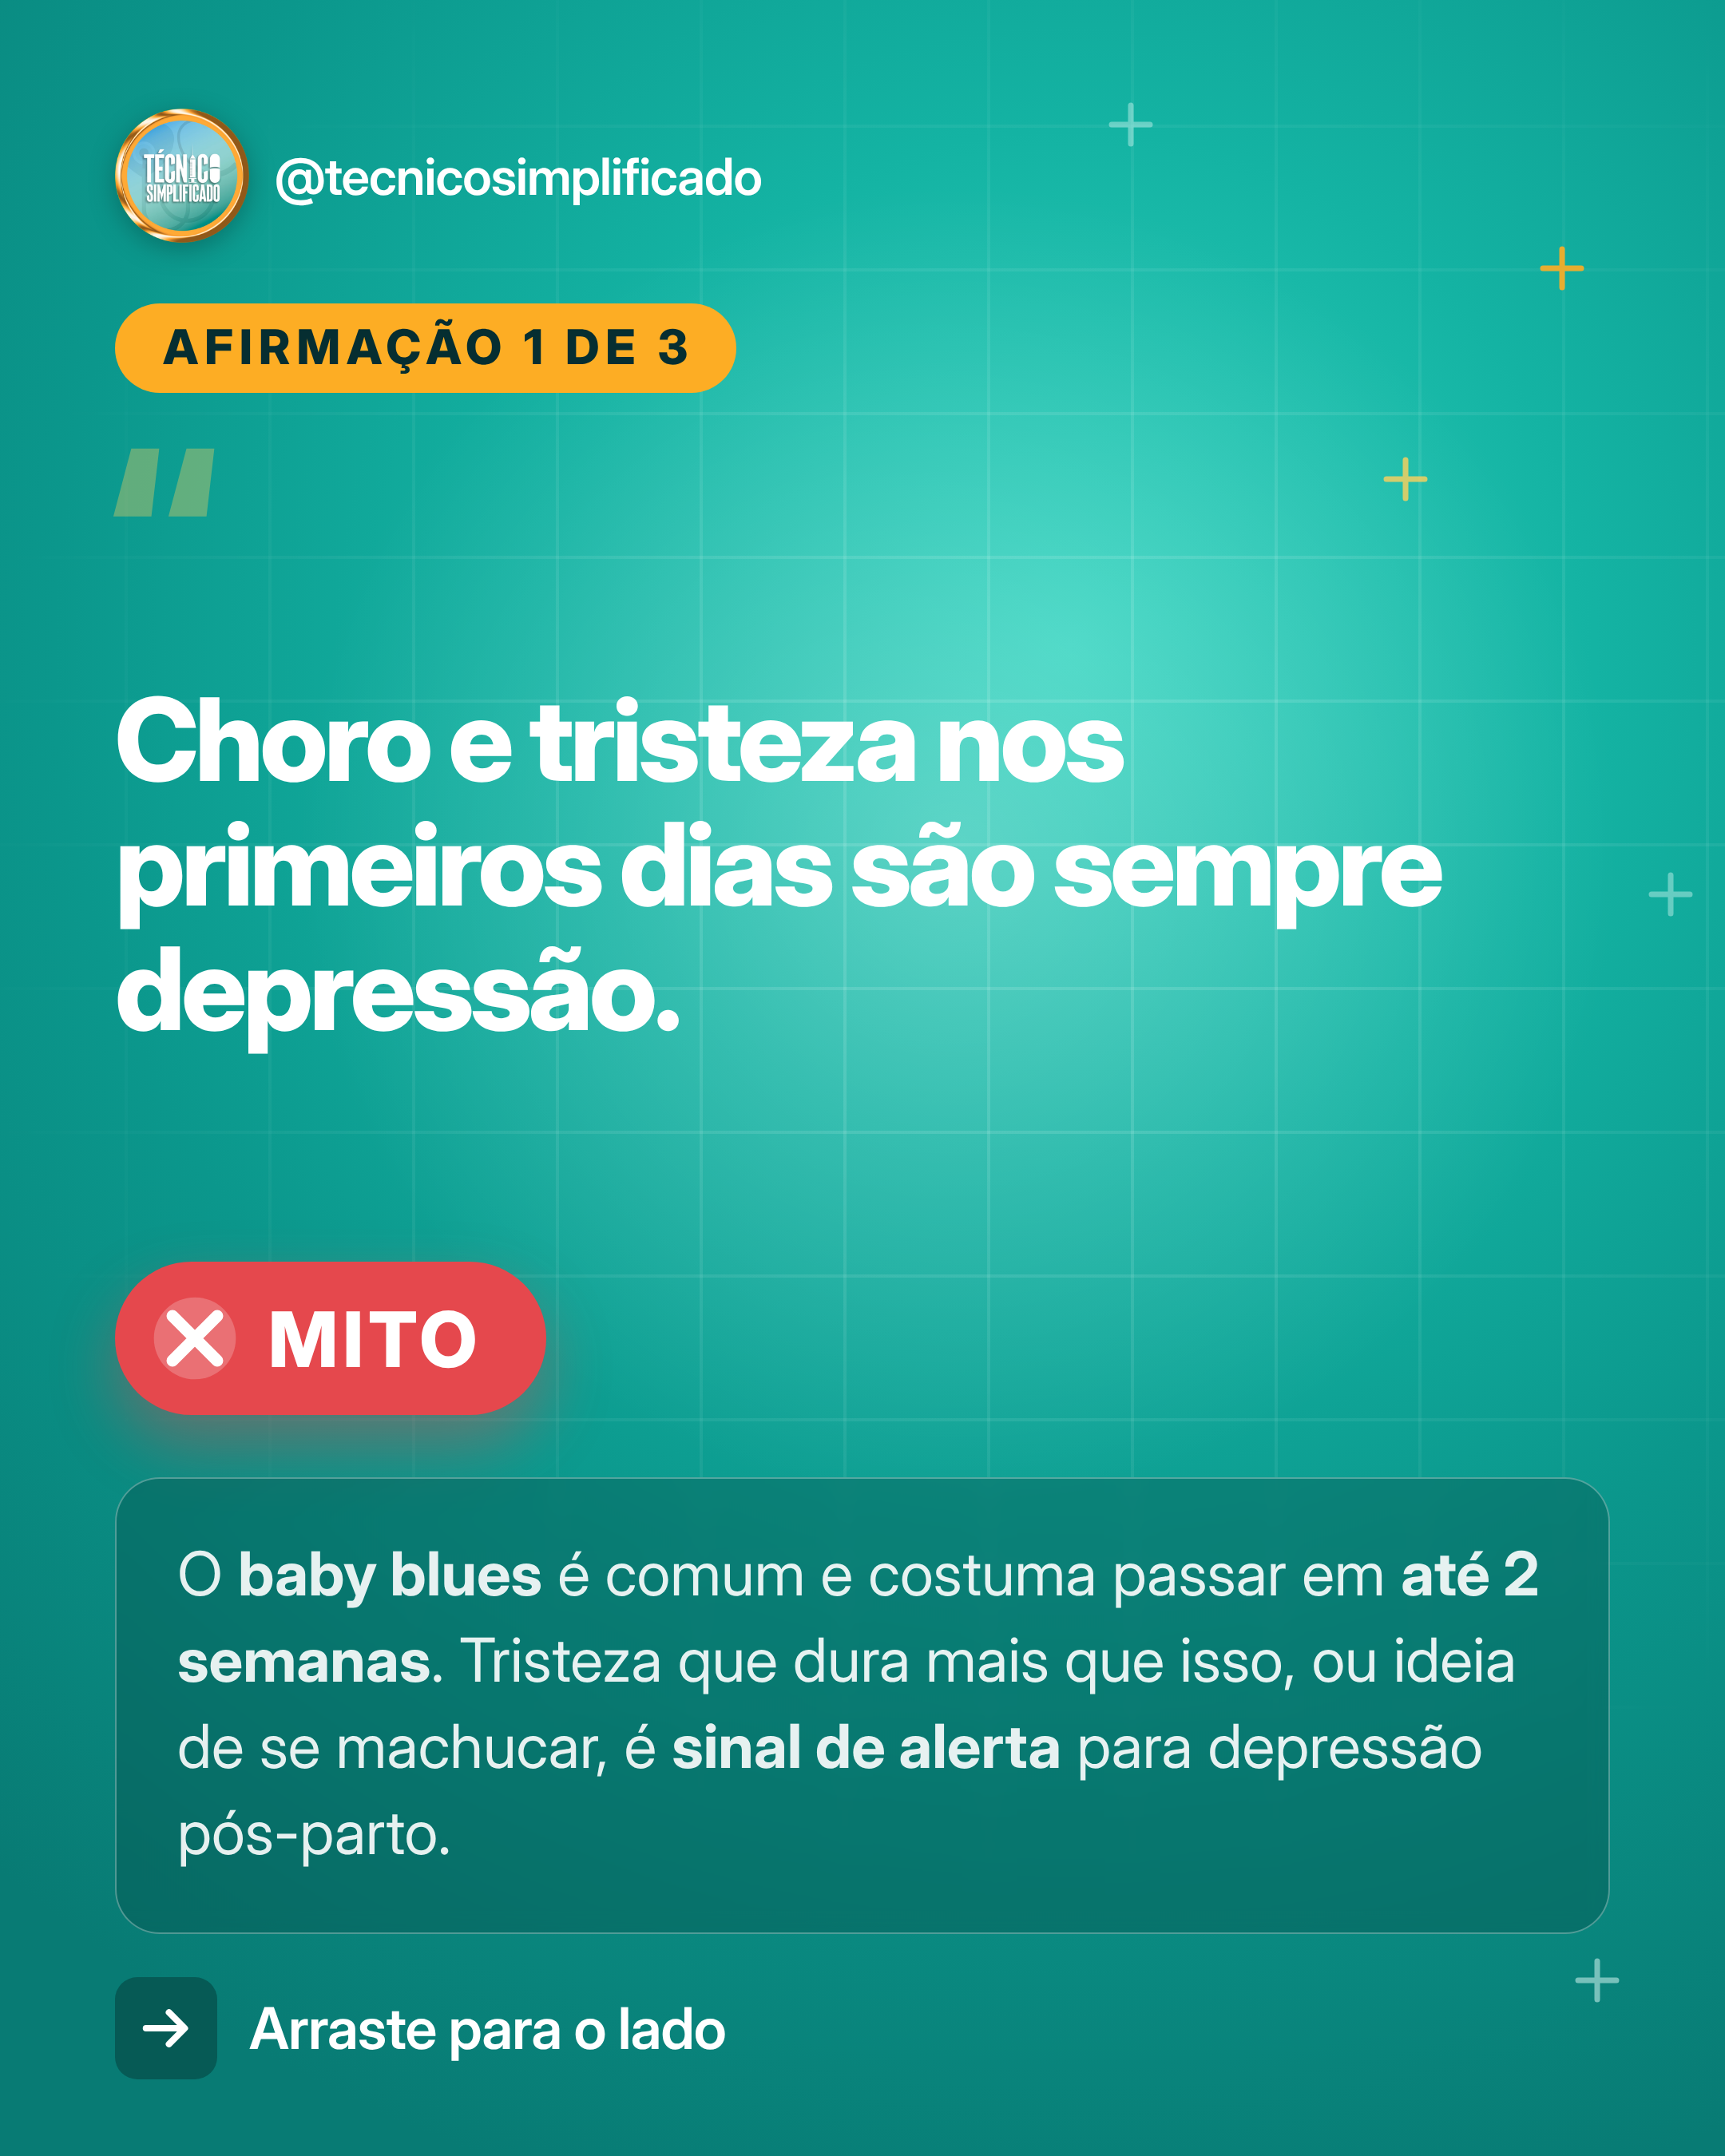 TÉCNICO
SIMPLIFICADO
@tecnicosimplificado
AFIRMAÇÃO 1 DE 3
"
Choro e tristeza nos
primeiros dias são sempre
depressão.
MITO
O baby blues é comum e costuma passar em até 2
semanas. Tristeza que dura mais que isso, ou ideia
de se machucar, é sinal de alerta para depressão
pós-parto.
Arraste para o lado